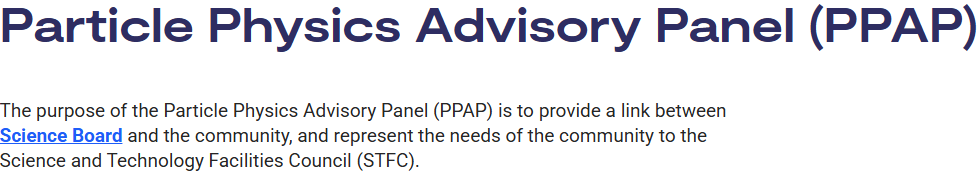 Particle Physics Advisory Panel (PPAP)
The purpose of the Particle Physics Advisory Panel (PPAP) is to provide a link between
Science Board and the community, and represent the needs of the community to the
Science and Technology Facilities Council (STFC).